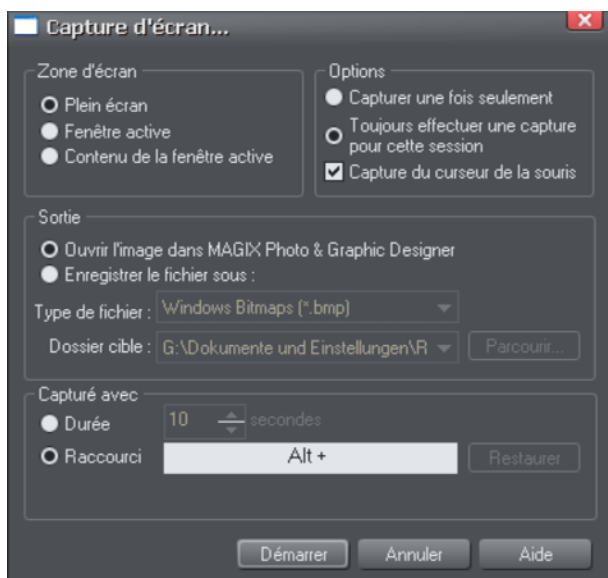 Capture d'écran...
Zone d'écran
Plein écran
Fenêtre active
Contenu de la fenêtre active
Options
Capturer une fois seulement
Toujours effectuer une capture
pour cette session
Capture du curseur de la souris
Sortie
Ouvrir l'image dans MAGIX Photo & Graphic Designer
Enregistrer le fichier sous :
Type de fichier : Windows Bitmaps (*.bmp)
Dossier cible : G:\Dokumente und Einstellungen\R Parcourir...
Capturé avec
Durée 10 secondes
Raccourci Alt + Restaurer
Démarrer Annuler Aide